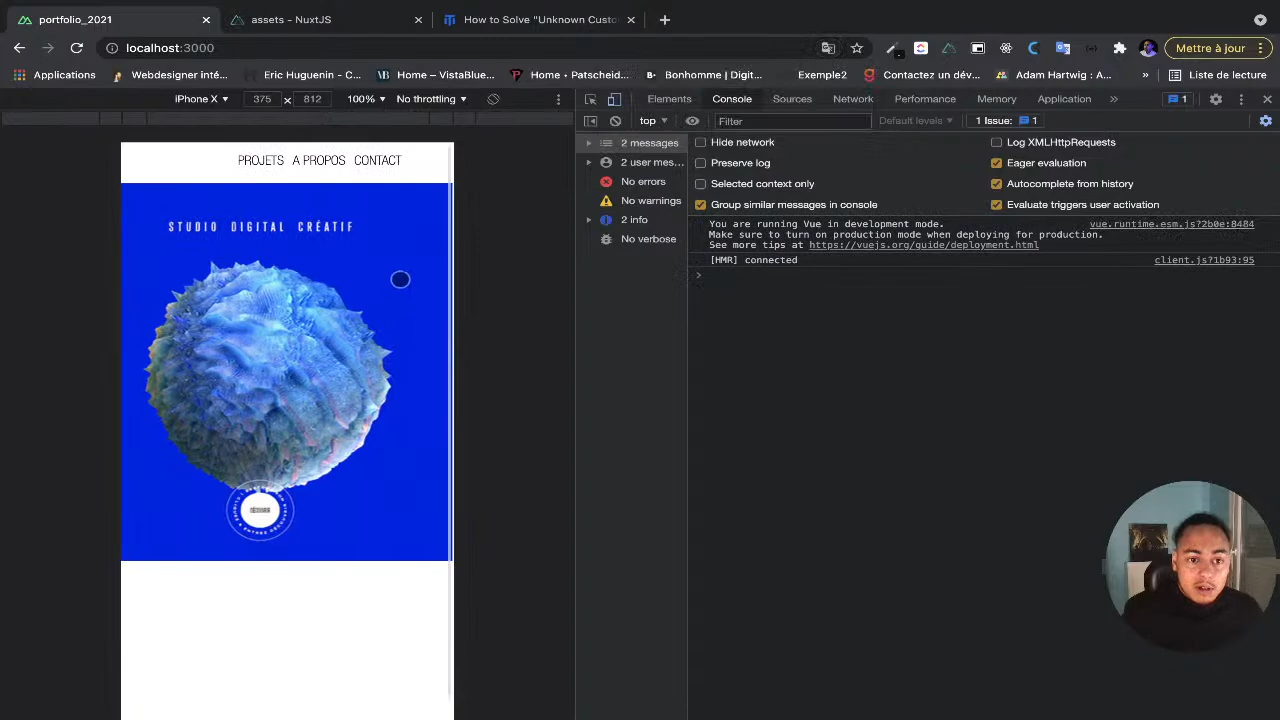 portfolio_2021
assets - NuxtJS
How to Solve "Unknown Custo
localhost:3000
Mettre à jour
Applications
Webdesigner inté...
Eric Huguenin - C...
Home – VistaBlue...
Home • Patscheid...
Bonhomme | Digit...
Exemple2
Contactez un dév...
Adam Hartwig : A...
»
Liste de lecture
iPhone X
375 × 812
100%
No throttling
Elements
Console
Sources
Network
Performance
Memory
Application
»
1
top
Filter
Default levels
1 Issue: 1
2 messages
2 user mes...
No errors
No warnings
2 info
No verbose
Hide network
Log XMLHttpRequests
Preserve log
Eager evaluation
Selected context only
Autocomplete from history
Group similar messages in console
Evaluate triggers user activation
You are running Vue in development mode.
vue.runtime.esm.js?2b0e:8484
Make sure to turn on production mode when deploying for production.
See more tips at https://vuejs.org/guide/deployment.html
[HMR] connected
client.js?1b93:95
PROJETS A PROPOS CONTACT
STUDIO DIGITAL CRÉATIF
DÉCOUVRIR